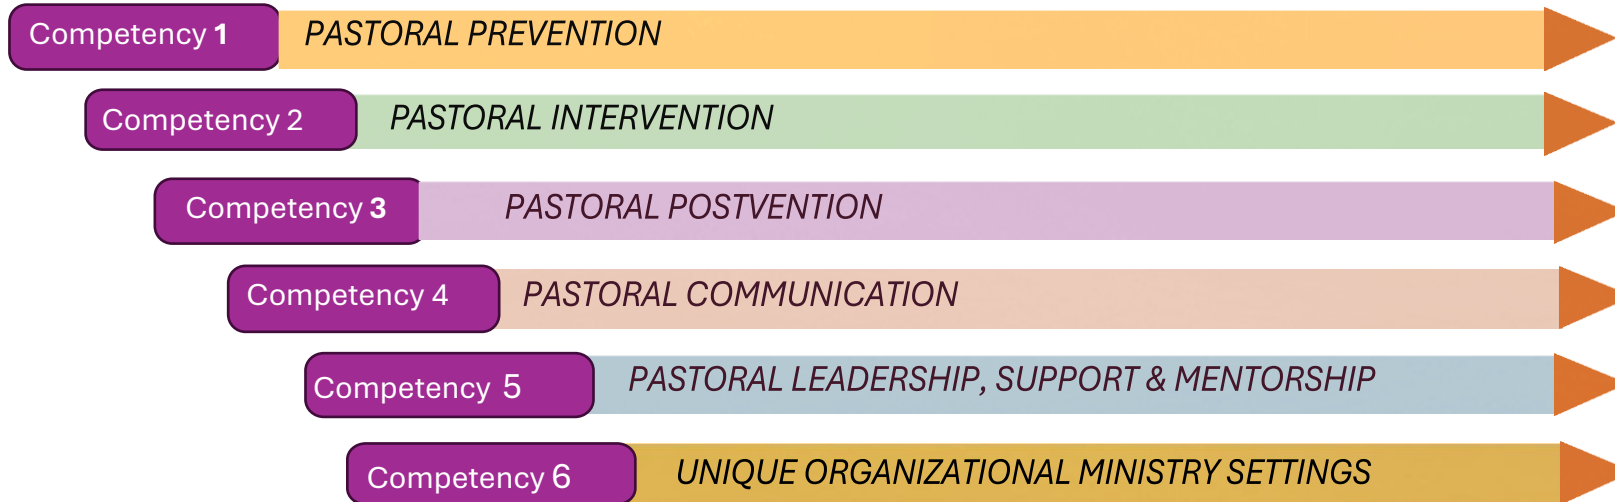 Competency 1 PASTORAL PREVENTION
Competency 2 PASTORAL INTERVENTION
Competency 3 PASTORAL POSTVENTION
Competency 4 PASTORAL COMMUNICATION
Competency 5 PASTORAL LEADERSHIP, SUPPORT & MENTORSHIP
Competency 6 UNIQUE ORGANIZATIONAL MINISTRY SETTINGS